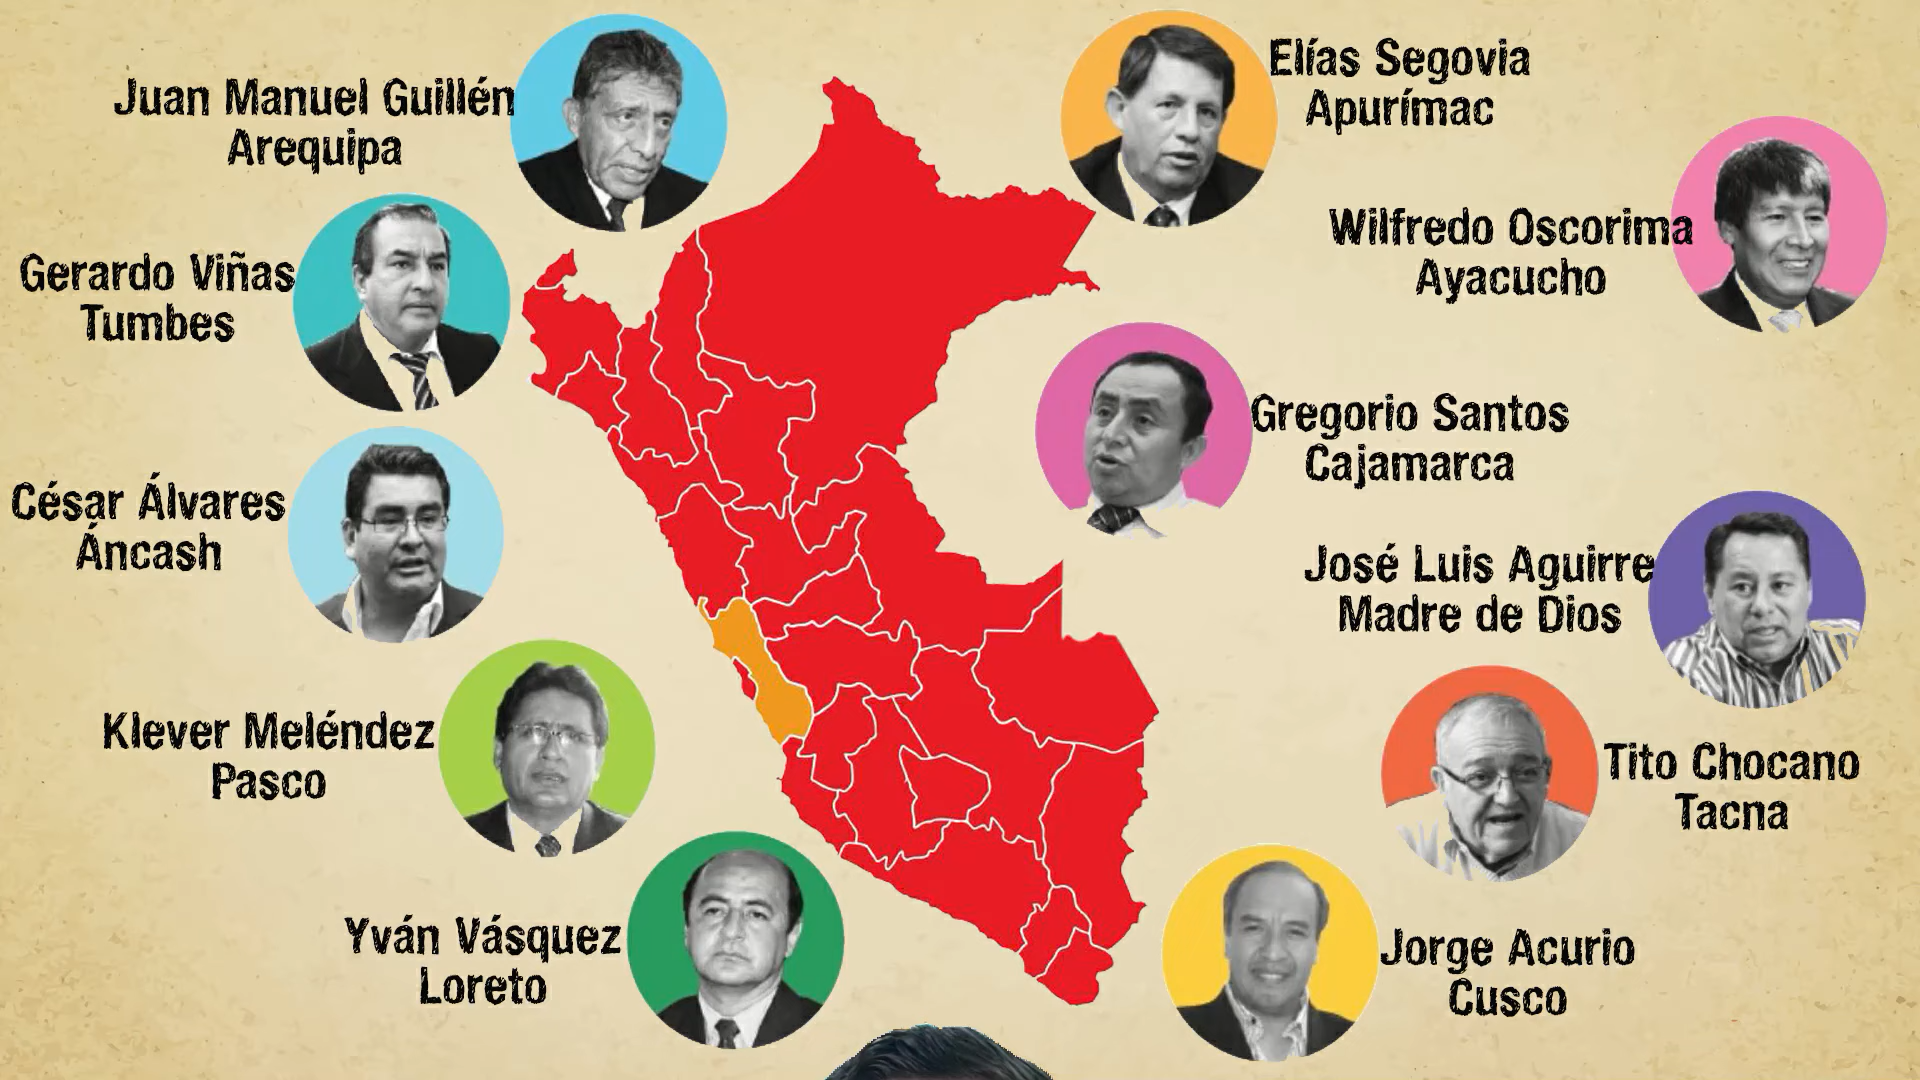 Juan Manuel Guillén
Arequipa
Elías Segovia
Apurímac
Wilfredo Oscorima
Ayacucho
Gerardo Viñas
Tumbes
Gregorio Santos
Cajamarca
César Álvares
Áncash
José Luis Aguirre
Madre de Dios
Klever Meléndez
Pasco
Tito Chocano
Tacna
Yván Vásquez
Loreto
Jorge Acurio
Cusco